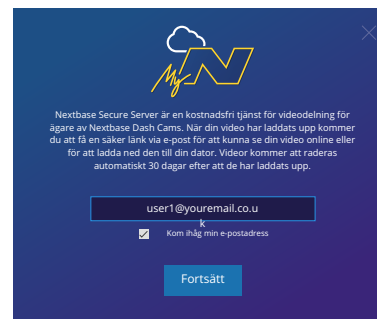 My N
Nextbase Secure Server är en kostnadsfri tjänst för videodelning för
ägare av Nextbase Dash Cams. När din video har laddats upp kommer
du att få en säker länk via e-post för att kunna se din video online eller
för att ladda ned den till din dator. Videor kommer att raderas
automatiskt 30 dagar efter att de har laddats upp.
user1@youremail.co.u
k
Kom ihåg min e-postadress
Fortsätt